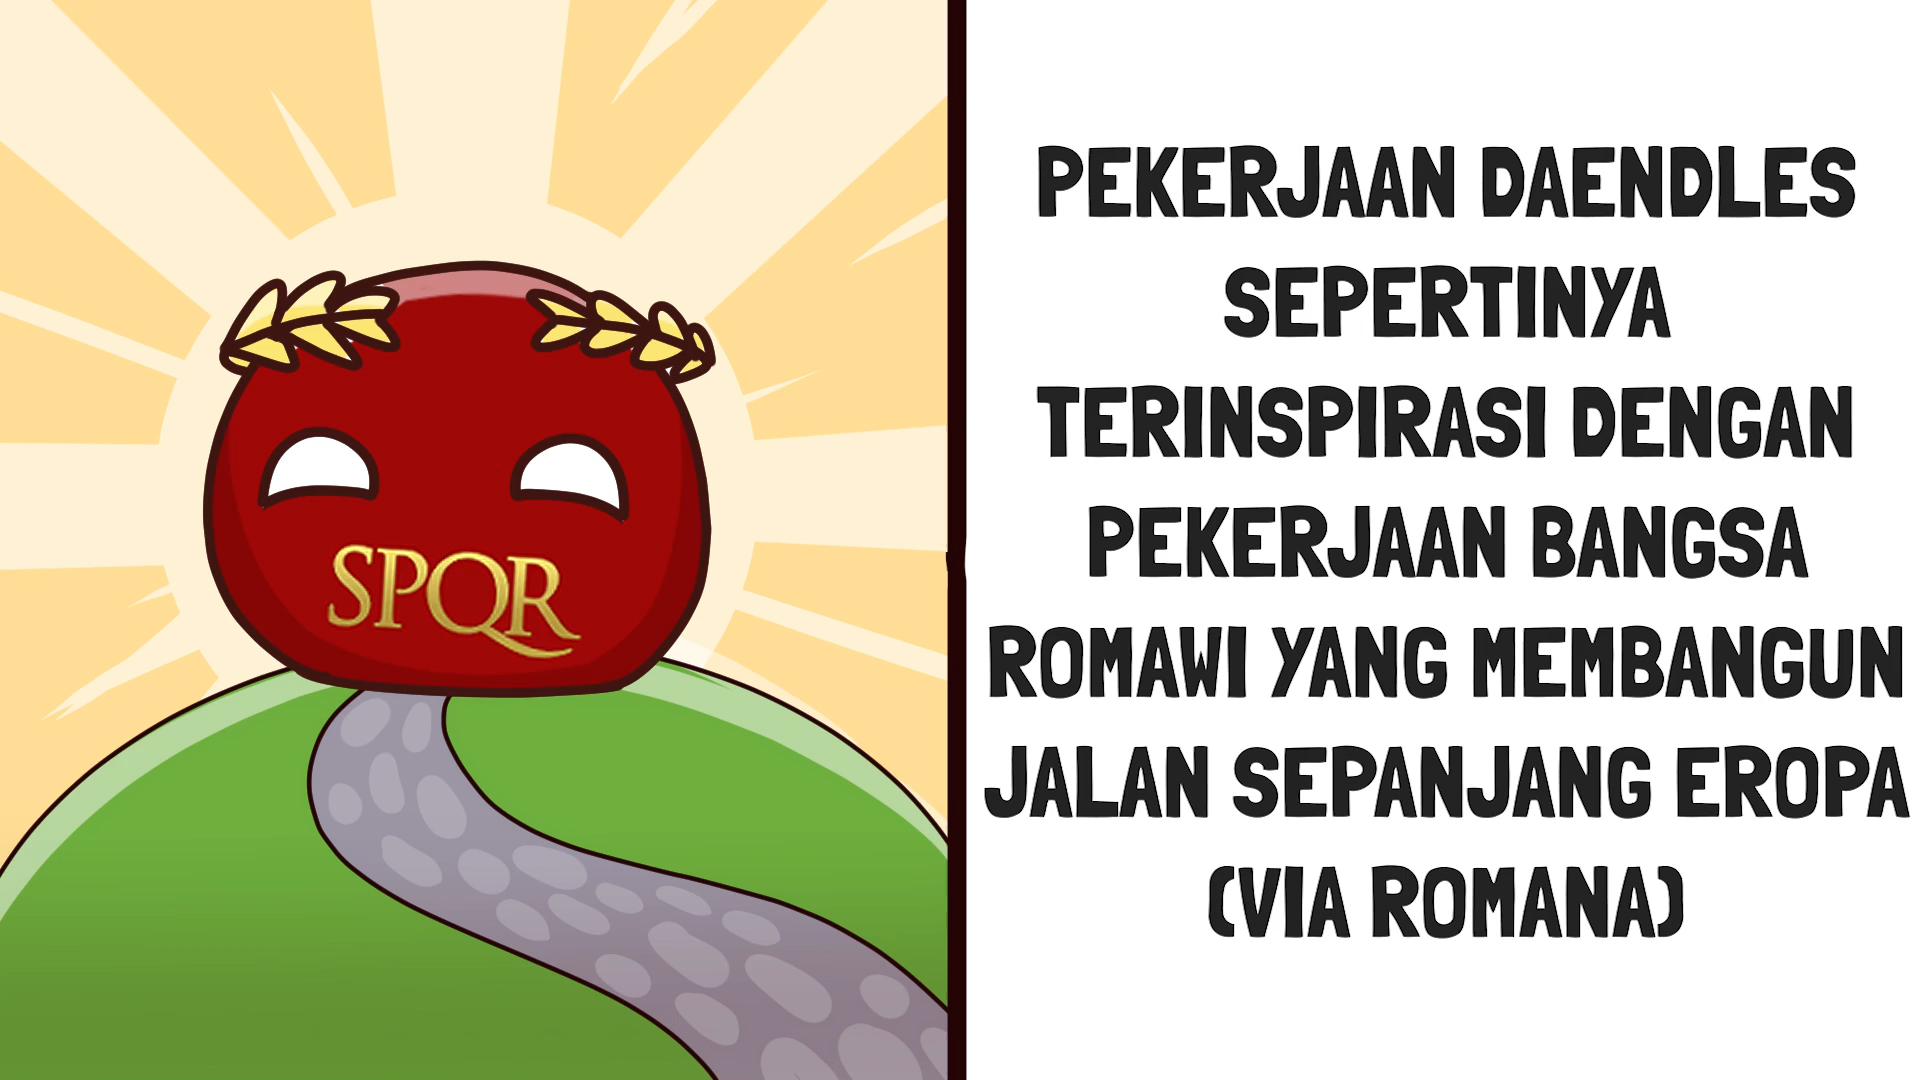 SPQR
PEKERJAAN DAENDLES
SEPERTINYA
TERINSPIRASI DENGAN
PEKERJAAN BANGSA
ROMAWI YANG MEMBANGUN
JALAN SEPANJANG EROPA
(VIA ROMANA)